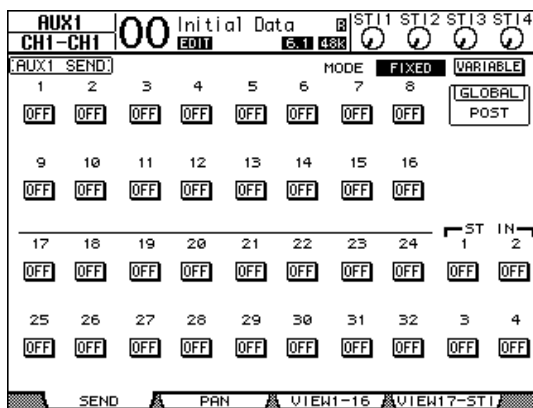 AUX1
CH1-CH1
00
Initial Data
EDIT
R
6.1 48k
STI1 STI2 STI3 STI4
AUX1 SEND
MODE FIXED VARIABLE
1 2 3 4 5 6 7 8
OFF OFF OFF OFF OFF OFF OFF OFF
GLOBAL
POST
9 10 11 12 13 14 15 16
OFF OFF OFF OFF OFF OFF OFF OFF
ST IN
17 18 19 20 21 22 23 24 1 2
OFF OFF OFF OFF OFF OFF OFF OFF OFF OFF
25 26 27 28 29 30 31 32 3 4
OFF OFF OFF OFF OFF OFF OFF OFF OFF OFF
SEND PAN VIEW1-16 VIEW17-STI